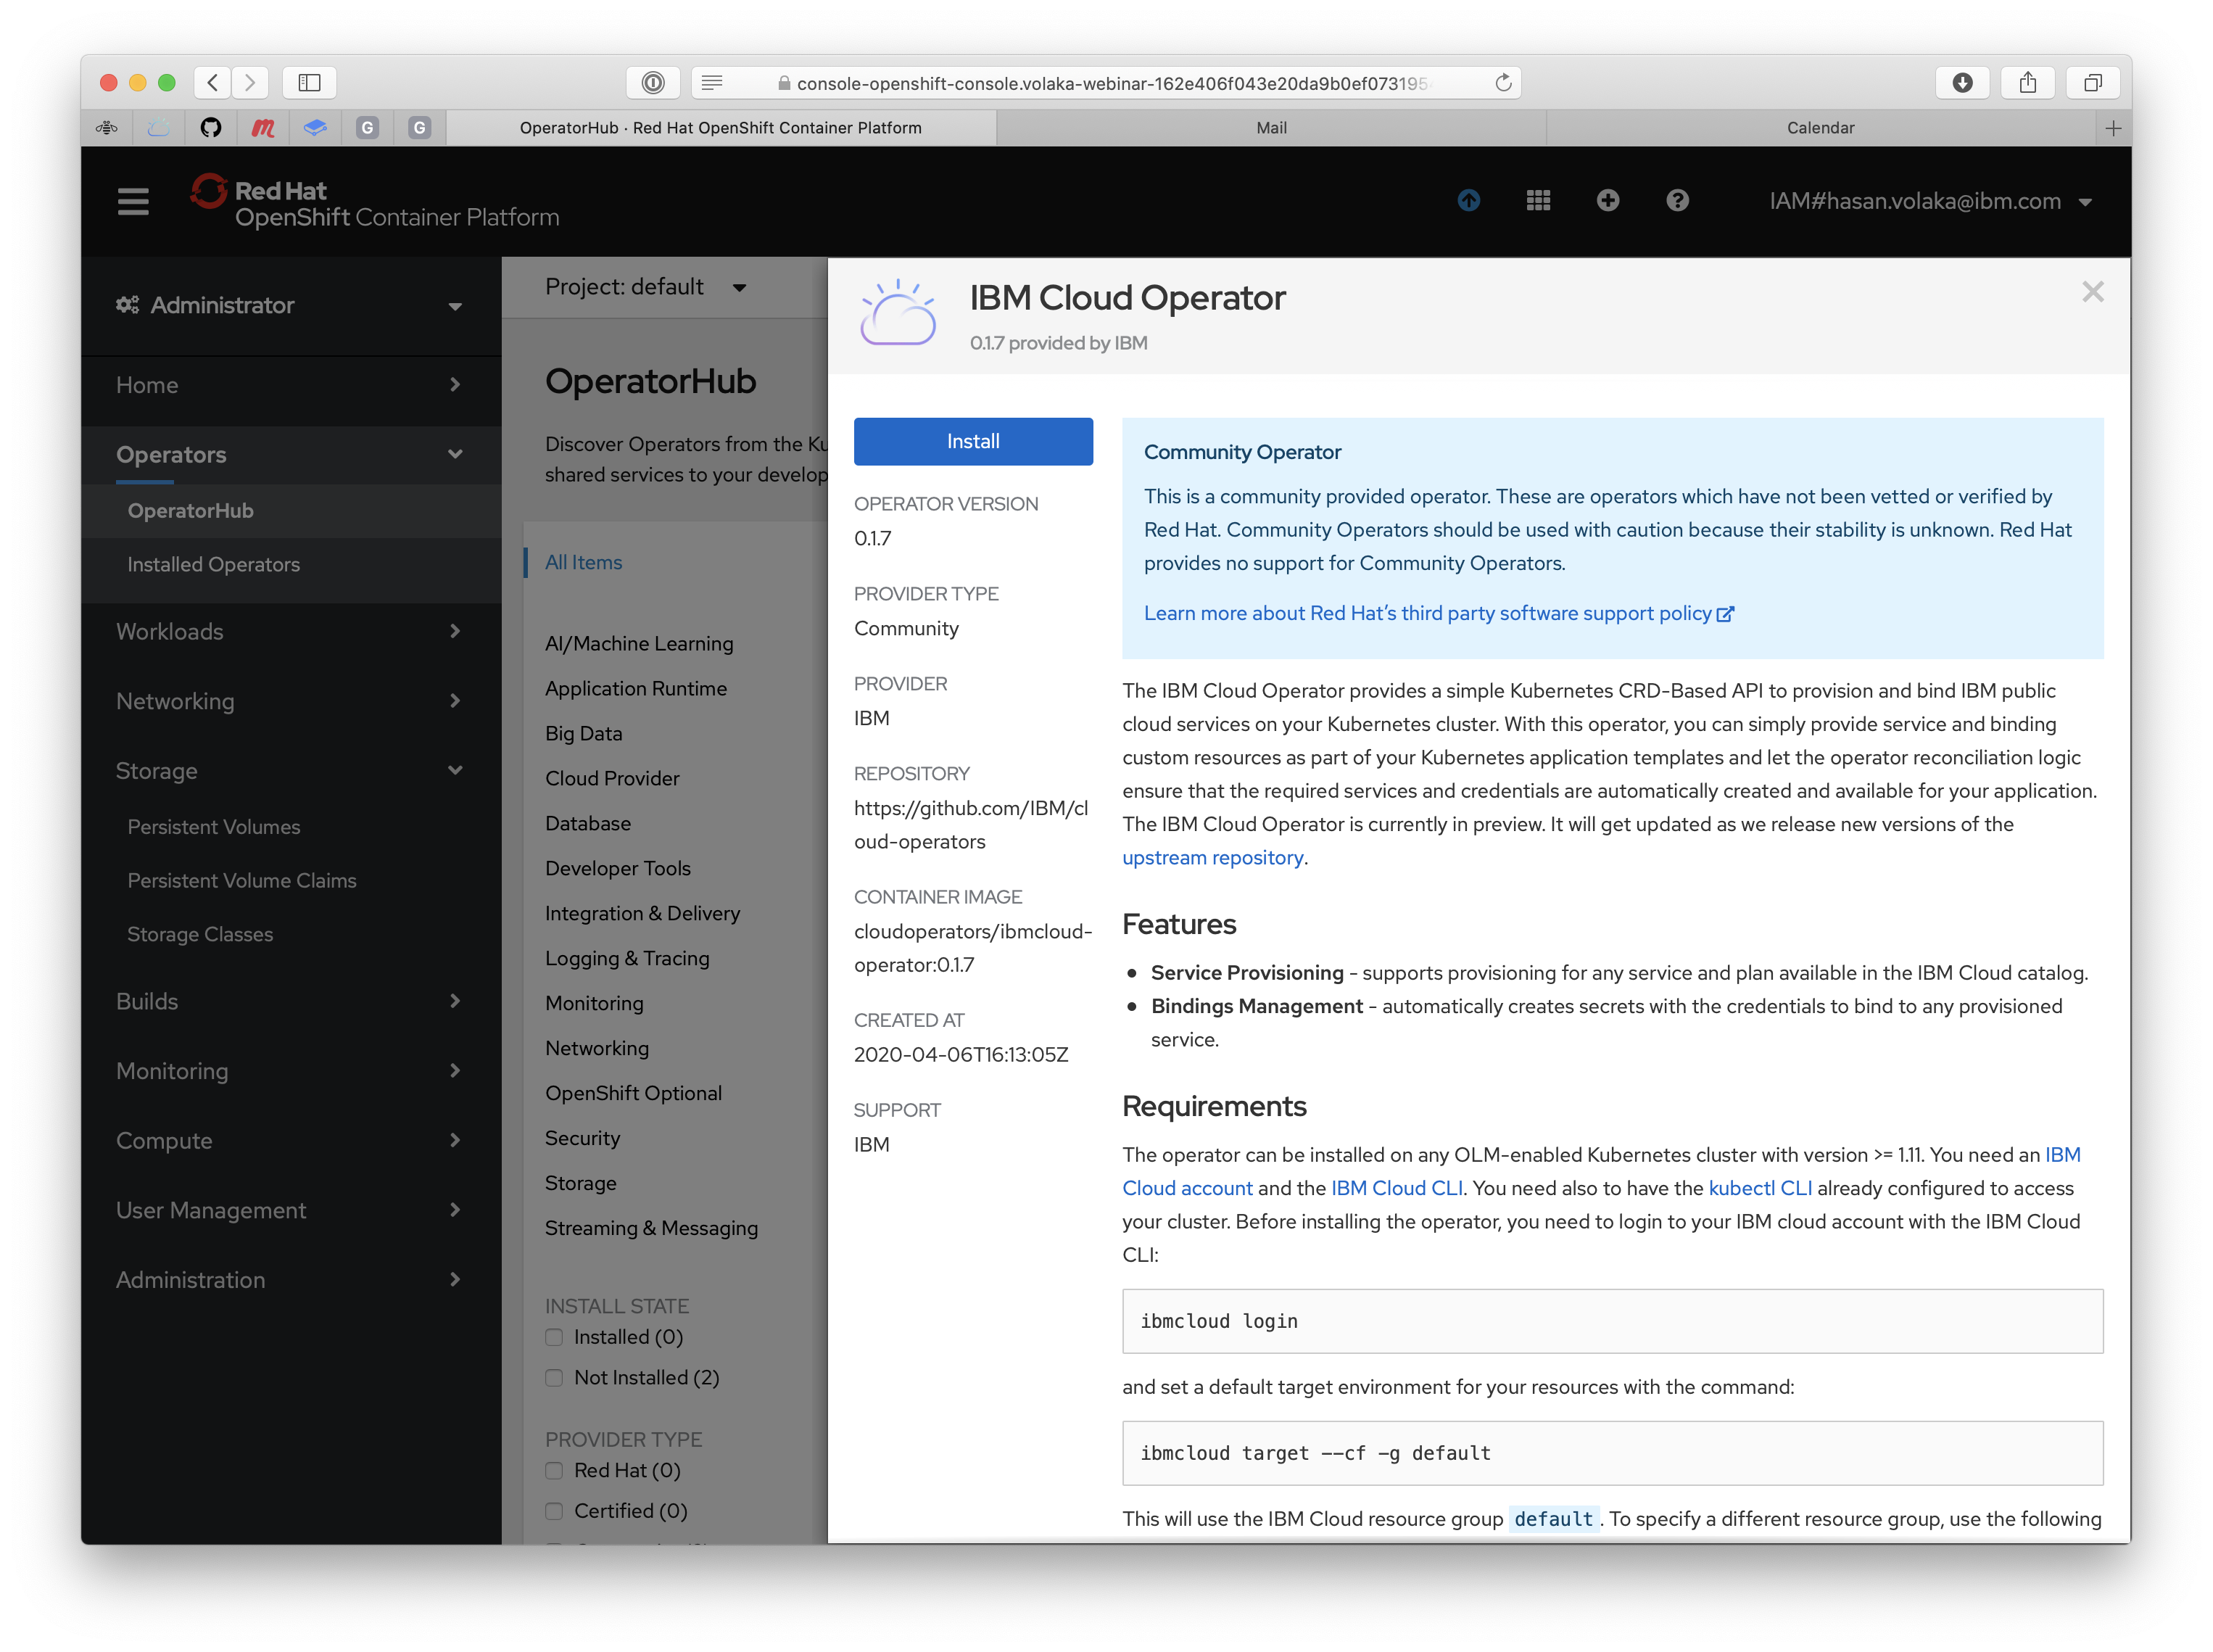 console-openshift-console.volaka-webinar-162e406f043e20da9b0ef073195
G
G
OperatorHub · Red Hat OpenShift Container Platform
Mail
Calendar
Red Hat
OpenShift Container Platform
IAM#hasan.volaka@ibm.com
Administrator
Home
Operators
OperatorHub
Installed Operators
Workloads
Networking
Storage
Persistent Volumes
Persistent Volume Claims
Storage Classes
Builds
Monitoring
Compute
User Management
Administration
Project: default
OperatorHub
Discover Operators from the Ku
shared services to your develop
All Items
AI/Machine Learning
Application Runtime
Big Data
Cloud Provider
Database
Developer Tools
Integration & Delivery
Logging & Tracing
Monitoring
Networking
OpenShift Optional
Security
Storage
Streaming & Messaging
INSTALL STATE
Installed (0)
Not Installed (2)
PROVIDER TYPE
Red Hat (0)
Certified (0)
IBM Cloud Operator
0.1.7 provided by IBM
Install
OPERATOR VERSION
0.1.7
PROVIDER TYPE
Community
PROVIDER
IBM
REPOSITORY
https://github.com/IBM/cl
oud-operators
CONTAINER IMAGE
cloudoperators/ibmcloud-
operator:0.1.7
CREATED AT
2020-04-06T16:13:05Z
SUPPORT
IBM
Community Operator
This is a community provided operator. These are operators which have not been vetted or verified by
Red Hat. Community Operators should be used with caution because their stability is unknown. Red Hat
provides no support for Community Operators.
Learn more about Red Hat's third party software support policy
The IBM Cloud Operator provides a simple Kubernetes CRD-Based API to provision and bind IBM public
cloud services on your Kubernetes cluster. With this operator, you can simply provide service and binding
custom resources as part of your Kubernetes application templates and let the operator reconciliation logic
ensure that the required services and credentials are automatically created and available for your application.
The IBM Cloud Operator is currently in preview. It will get updated as we release new versions of the
upstream repository.
Features
● Service Provisioning - supports provisioning for any service and plan available in the IBM Cloud catalog.
● Bindings Management - automatically creates secrets with the credentials to bind to any provisioned
service.
Requirements
The operator can be installed on any OLM-enabled Kubernetes cluster with version >= 1.11. You need an IBM
Cloud account and the IBM Cloud CLI. You need also to have the kubectl CLI already configured to access
your cluster. Before installing the operator, you need to login to your IBM cloud account with the IBM Cloud
CLI:
ibmcloud login
and set a default target environment for your resources with the command:
ibmcloud target --cf -g default
This will use the IBM Cloud resource group default. To specify a different resource group, use the following